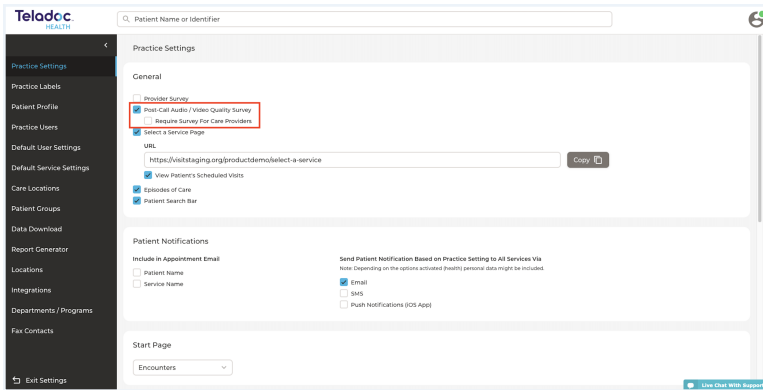 Teladoc.
HEALTH
Patient Name or Identifier
Practice Settings
Practice Labels
Patient Profile
Practice Users
Default User Settings
Default Service Settings
Care Locations
Patient Groups
Data Download
Report Generator
Locations
Integrations
Departments / Programs
Fax Contacts
Exit Settings
Practice Settings
General
Provider Survey
Post-Call Audio / Video Quality Survey
Require Survey For Care Providers
Select a Service Page
URL
https://visitstaging.org/productdemo/select-a-service
Copy
View Patient's Scheduled Visits
Episodes of Care
Patient Search Bar
Patient Notifications
Include in Appointment Email
Patient Name
Service Name
Send Patient Notification Based on Practice Setting to All Services Via
Note: Depending on the options activated (health) personal data might be included.
Email
SMS
Push Notifications (iOS App)
Start Page
Encounters
Live Chat With Support